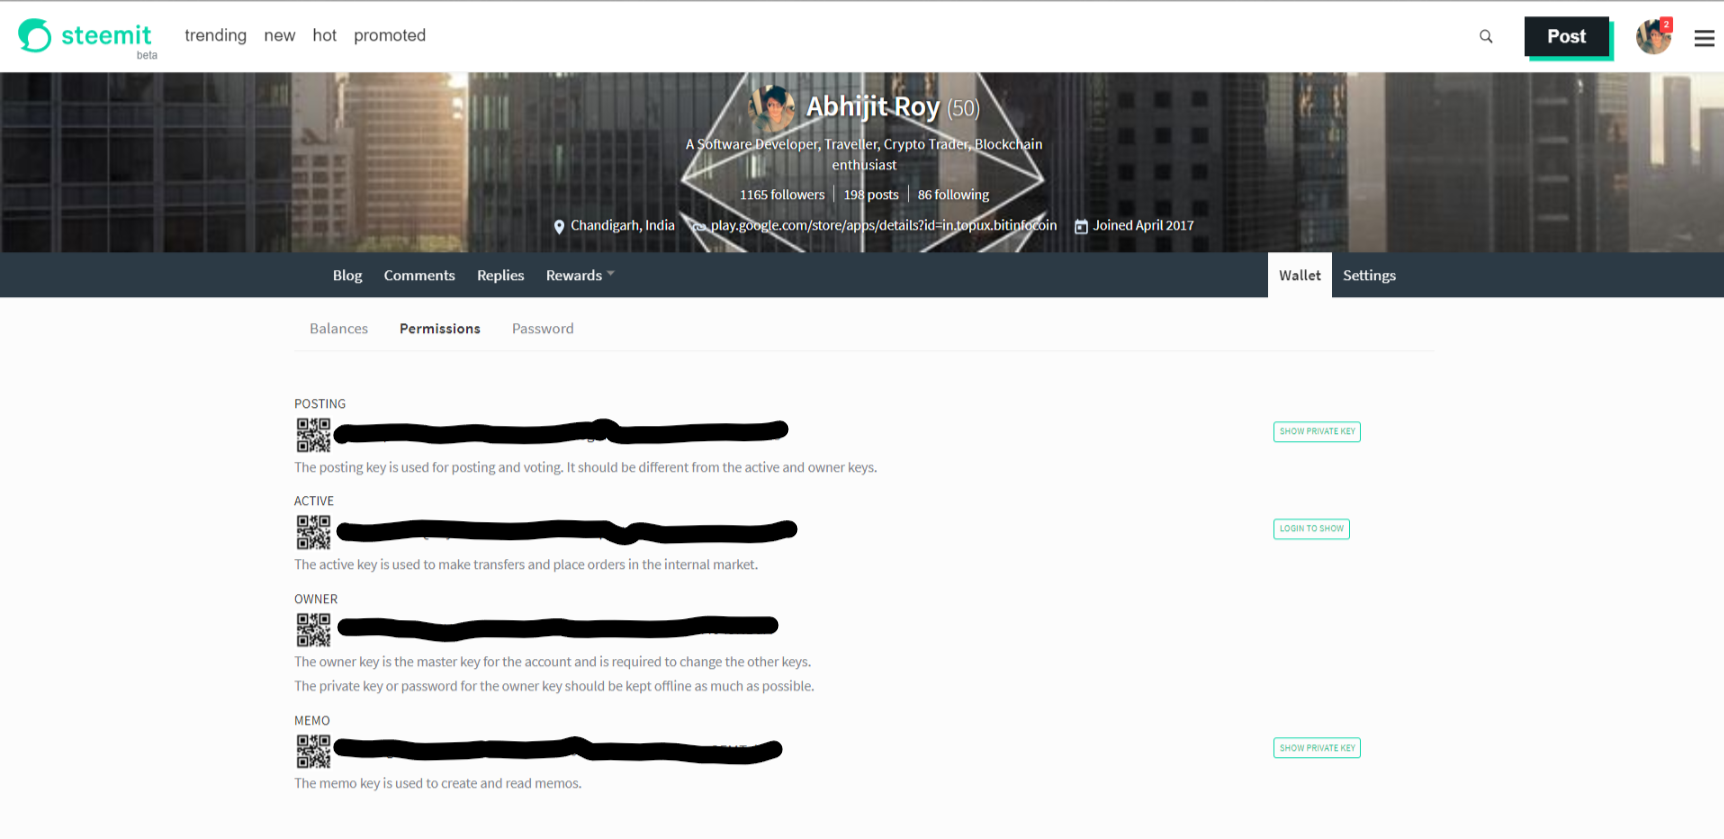 steemit
beta
trending new hot promoted
Post
2
Abhijit Roy (50)
A Software Developer, Traveller, Crypto Trader, Blockchain
enthusiast
1165 followers 198 posts 86 following
Chandigarh, India play.google.com/store/apps/details?id=in.topux.bitinfocoin Joined April 2017
Blog Comments Replies Rewards Wallet Settings
Balances Permissions Password
POSTING
SHOW PRIVATE KEY
The posting key is used for posting and voting. It should be different from the active and owner keys.
ACTIVE
LOGIN TO SHOW
The active key is used to make transfers and place orders in the internal market.
OWNER
The owner key is the master key for the account and is required to change the other keys.
The private key or password for the owner key should be kept offline as much as possible.
MEMO
SHOW PRIVATE KEY
The memo key is used to create and read memos.